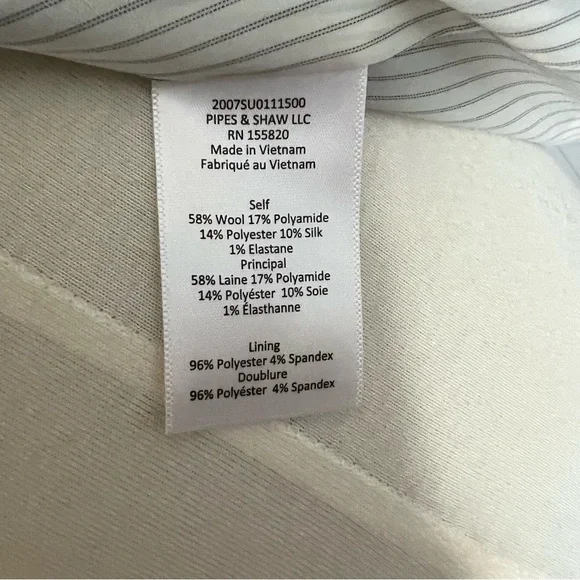 2007SU0111500
PIPES & SHAW LLC
RN 155820
Made in Vietnam
Fabriqué au Vietnam
Self
58% Wool 17% Polyamide
14% Polyester 10% Silk
1% Elastane
Principal
58% Laine 17% Polyamide
14% Polyéster 10% Soie
1% Élasthanne
Lining
96% Polyester 4% Spandex
Doublure
96% Polyéster 4% Spandex